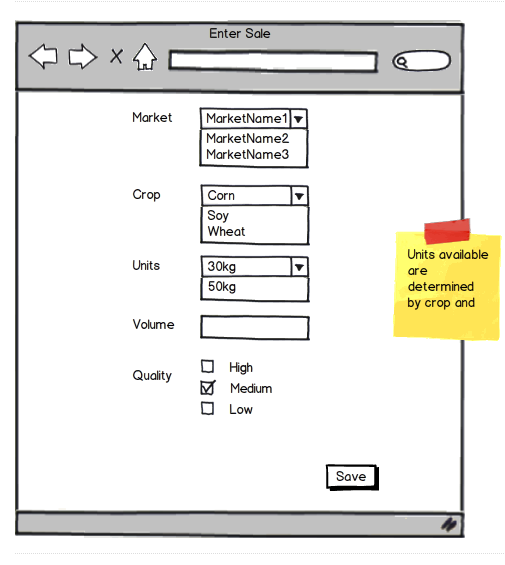 Enter Sale
Market
MarketName1
MarketName2
MarketName3
Crop
Corn
Soy
Wheat
Units
30kg
50kg
Units available
are
determined
by crop and
Volume
Quality
High
Medium
Low
Save